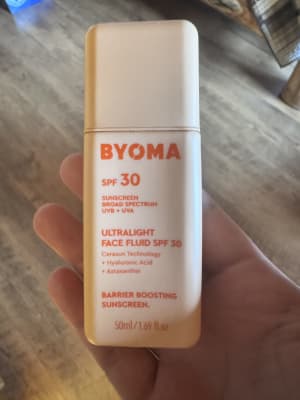 BYOMA
SPF 30
SUNSCREEN
BROAD SPECTRUM
UVB + UVA
ULTRALIGHT
FACE FLUID SPF 30
Ceraxan Technology
+ Hyaluronic Acid
+ Astaxanthin
BARRIER BOOSTING
SUNSCREEN.
50ml/1.69 fl.oz